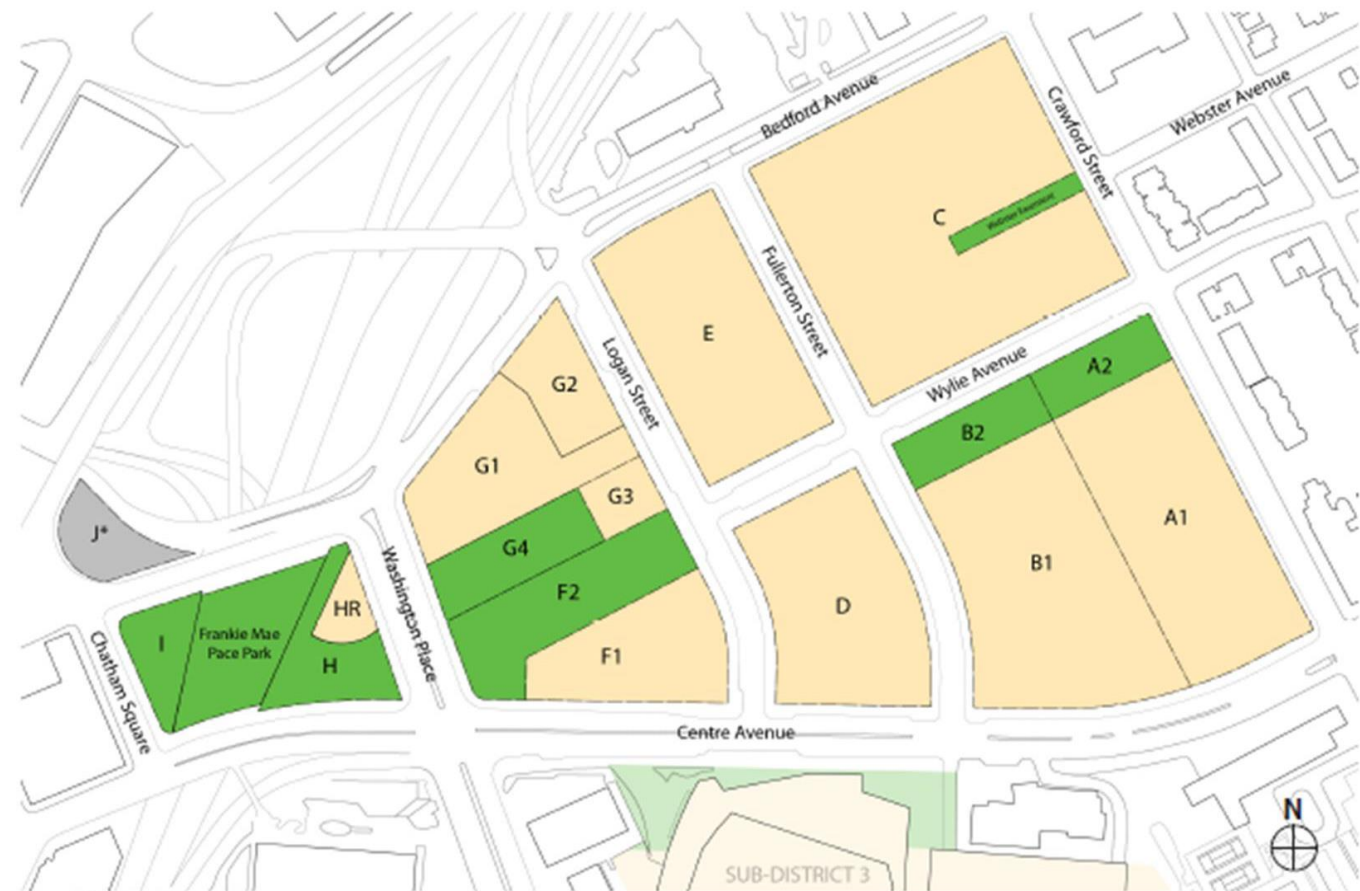 Bedford Avenue
Crawford Street
Webster Avenue
C
Webster Easement
Fullerton Street
E
Logan Street
G2
Wylie Avenue
A2
B2
G1
G3
A1
J*
G4
B1
F2
D
HR
Washington Place
I
Frankie Mae
Pace Park
H
F1
Chatham Square
Centre Avenue
N
SUB-DISTRICT 3